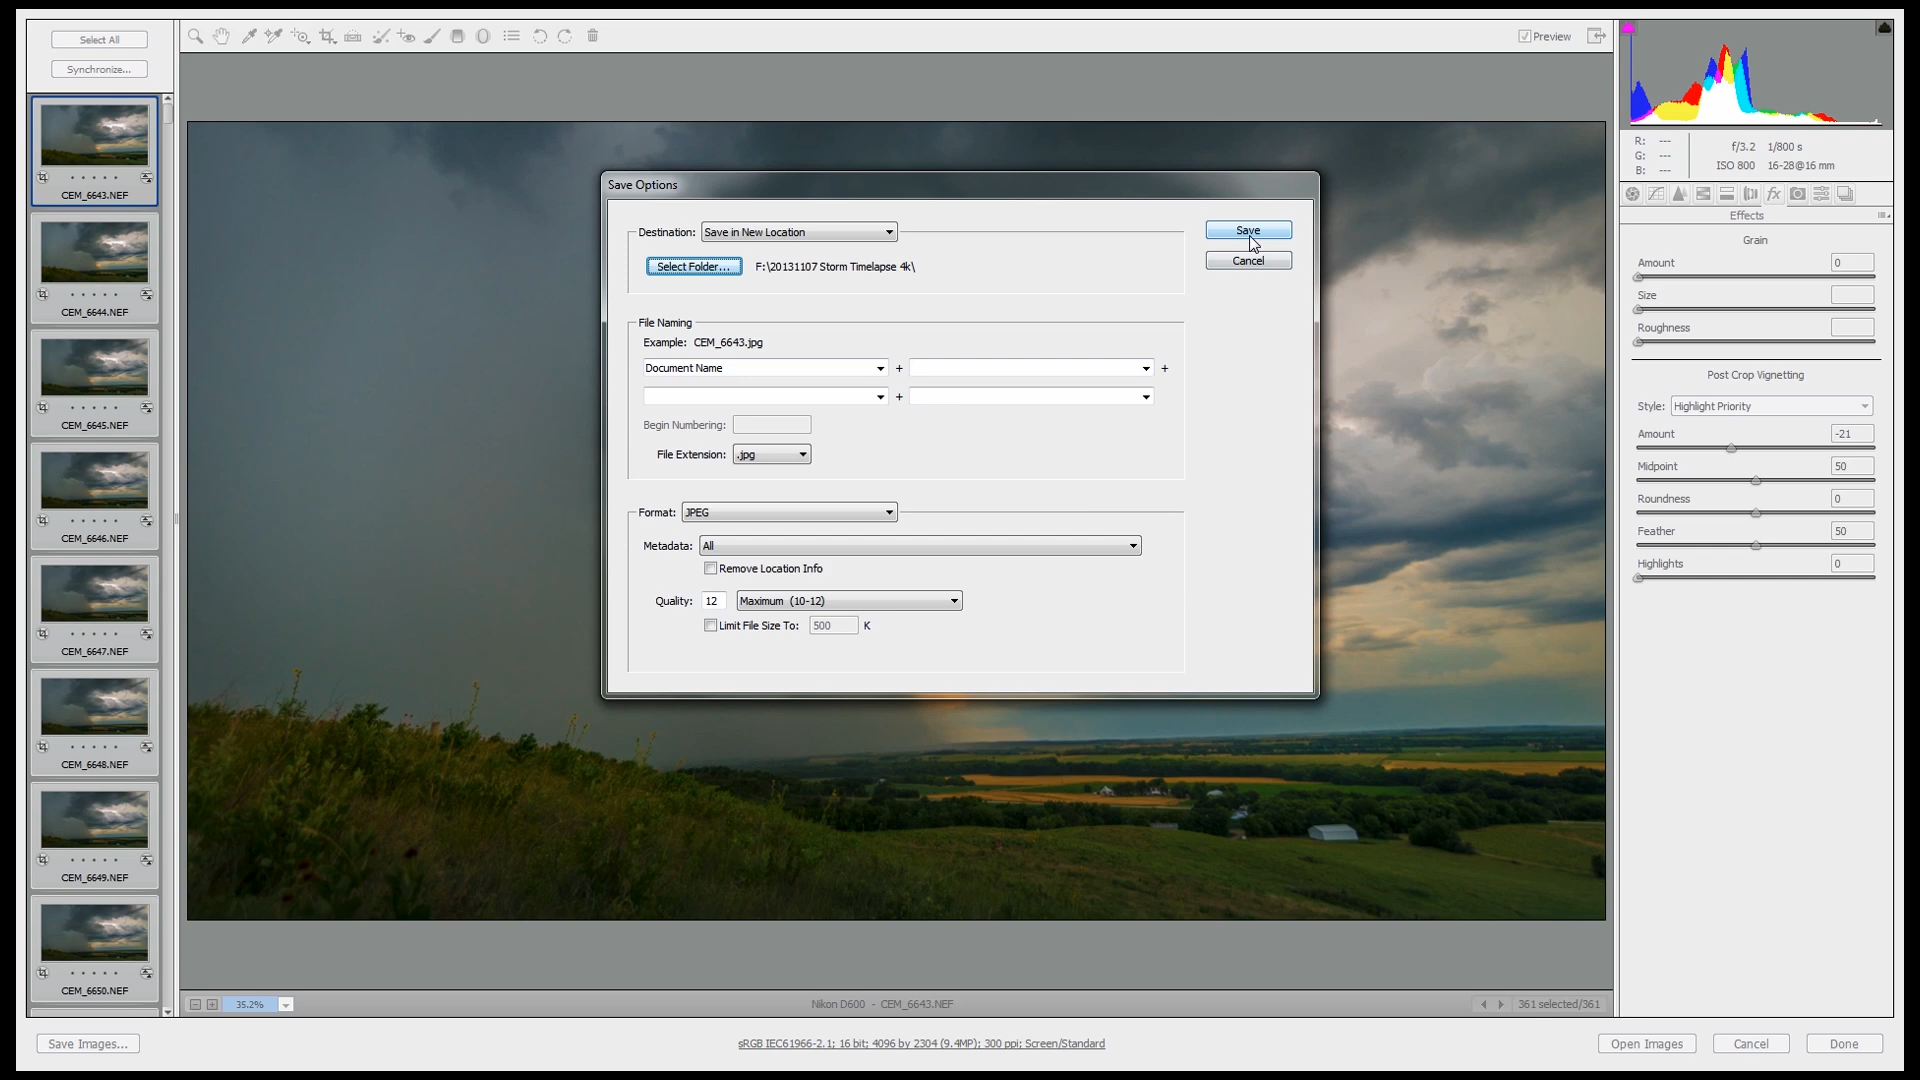 Select All
Synchronize...
CEM_6643.NEF
CEM_6644.NEF
CEM_6645.NEF
CEM_6646.NEF
CEM_6647.NEF
CEM_6648.NEF
CEM_6649.NEF
CEM_6650.NEF
Preview
Save Options
Destination: Save in New Location
Select Folder... F:\20131107 Storm Timelapse 4k\
Save
Cancel
File Naming
Example: CEM_6643.jpg
Document Name + +
+
Begin Numbering:
File Extension: .jpg
Format: JPEG
Metadata: All
Remove Location Info
Quality: 12 Maximum (10-12)
Limit File Size To: 500 K
R: ---
G: ---
B: ---
f/3.2 1/800 s
ISO 800 16-28@16 mm
fx
Effects
Grain
Amount 0
Size
Roughness
Post Crop Vignetting
Style: Highlight Priority
Amount -21
Midpoint 50
Roundness 0
Feather 50
Highlights 0
35.2%
Nikon D600 - CEM_6643.NEF
361 selected/361
Save Images...
sRGB IEC61966-2.1; 16 bit; 4096 by 2304 (9.4MP); 300 ppi; Screen/Standard
Open Images
Cancel
Done